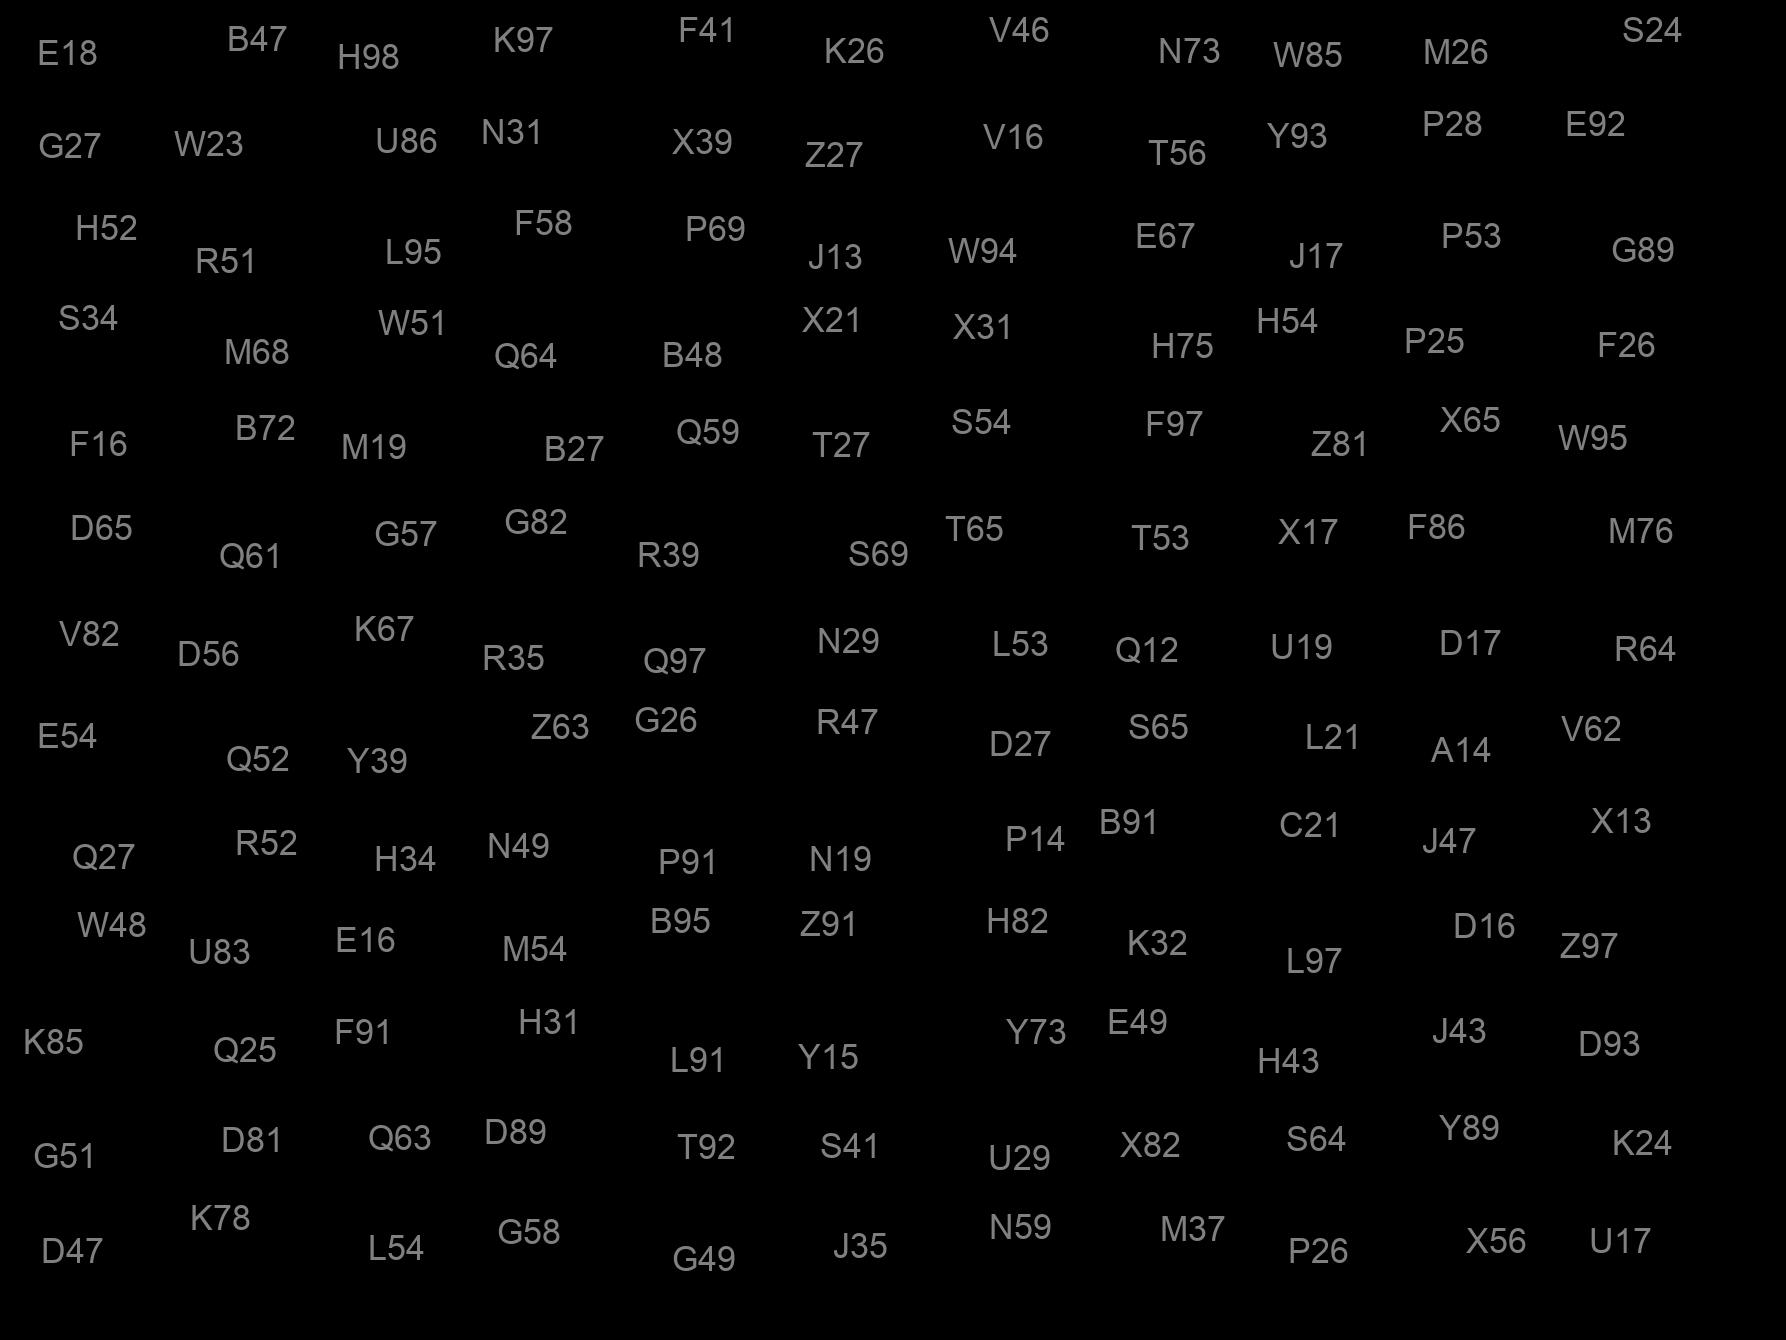 E18 B47 H98 K97 F41 K26 V46 N73 W85 M26 S24
G27 W23 U86 N31 X39 Z27 V16 T56 Y93 P28 E92
H52 R51 L95 F58 P69 J13 W94 E67 J17 P53 G89
S34 M68 W51 Q64 B48 X21 X31 H75 H54 P25 F26
F16 B72 M19 B27 Q59 T27 S54 F97 Z81 X65 W95
D65 Q61 G57 G82 R39 S69 T65 T53 X17 F86 M76
V82 D56 K67 R35 Q97 N29 L53 Q12 U19 D17 R64
E54 Q52 Y39 Z63 G26 R47 D27 S65 L21 A14 V62
Q27 R52 H34 N49 P91 N19 P14 B91 C21 J47 X13
W48 U83 E16 M54 B95 Z91 H82 K32 L97 D16 Z97
K85 Q25 F91 H31 L91 Y15 Y73 E49 H43 J43 D93
G51 D81 Q63 D89 T92 S41 U29 X82 S64 Y89 K24
D47 K78 L54 G58 G49 J35 N59 M37 P26 X56 U17